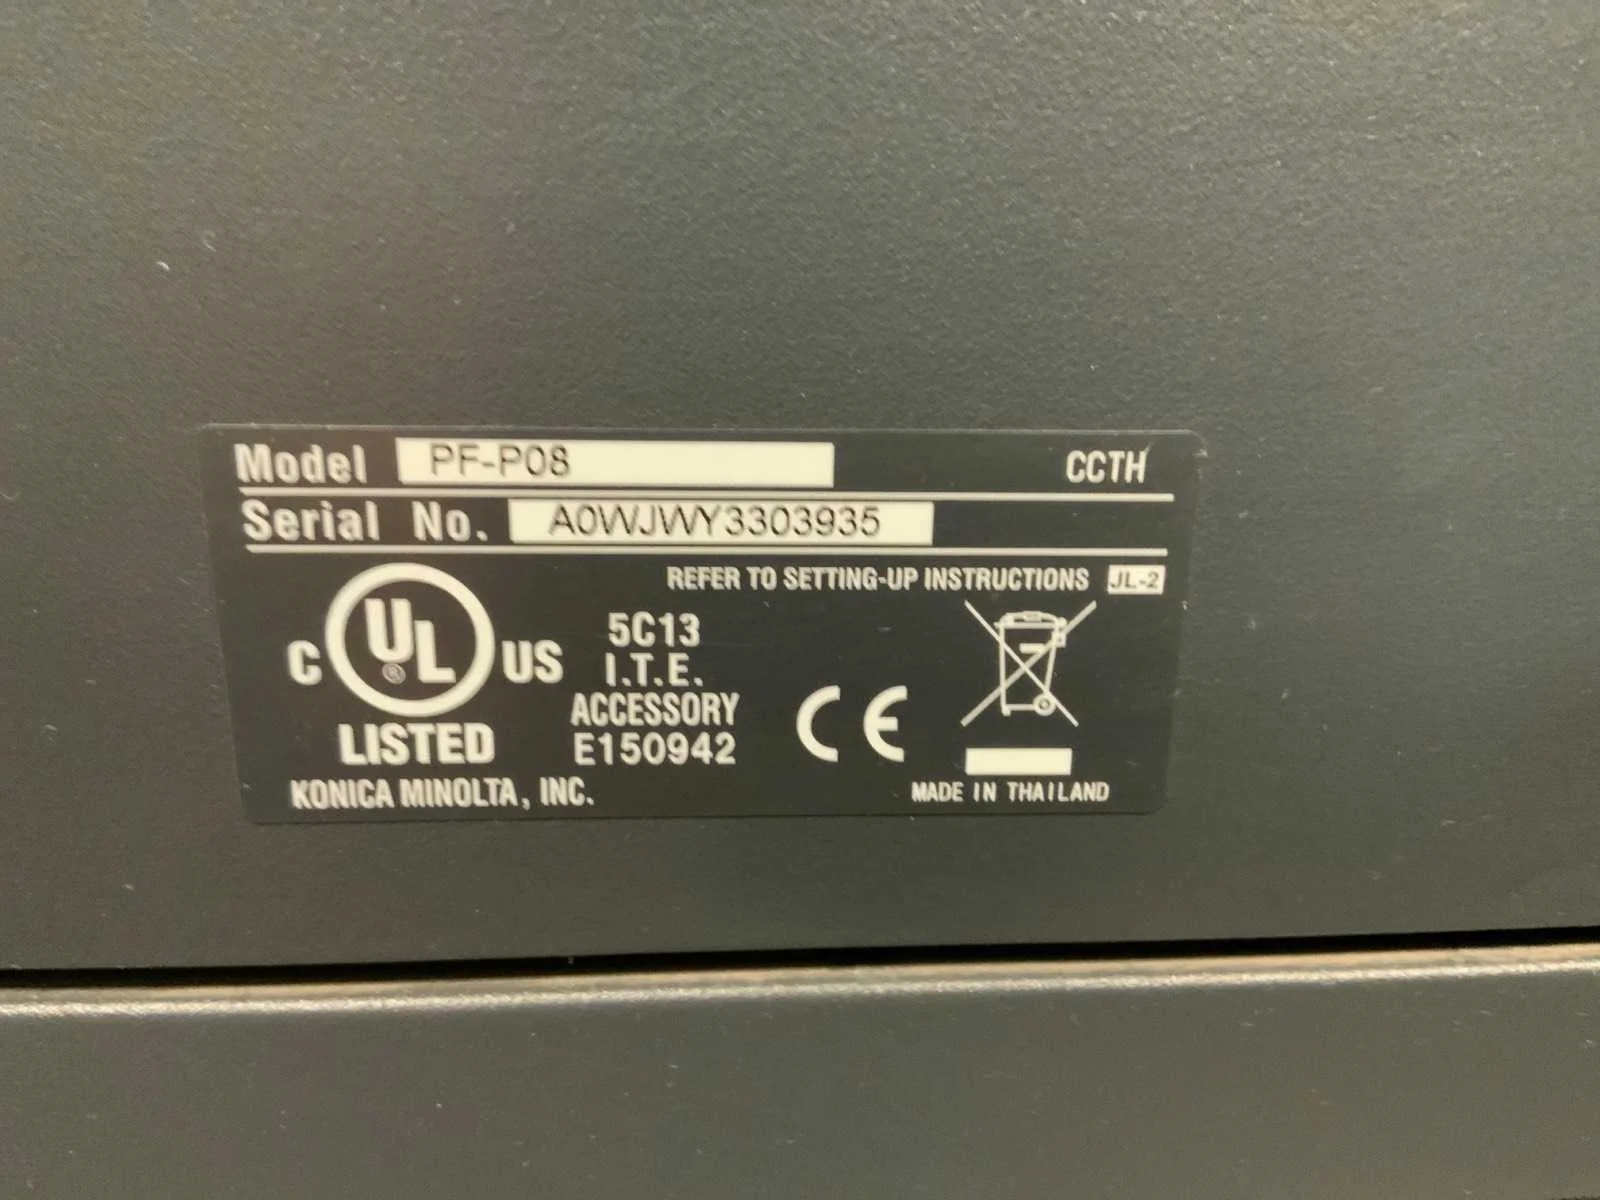 Model PF-P08 CCTH
Serial No. A0WJWY3303935
REFER TO SETTING-UP INSTRUCTIONS JL-2
C UL ® US
LISTED
5C13
I.T.E.
ACCESSORY
E150942
CE
KONICA MINOLTA, INC.
MADE IN THAILAND